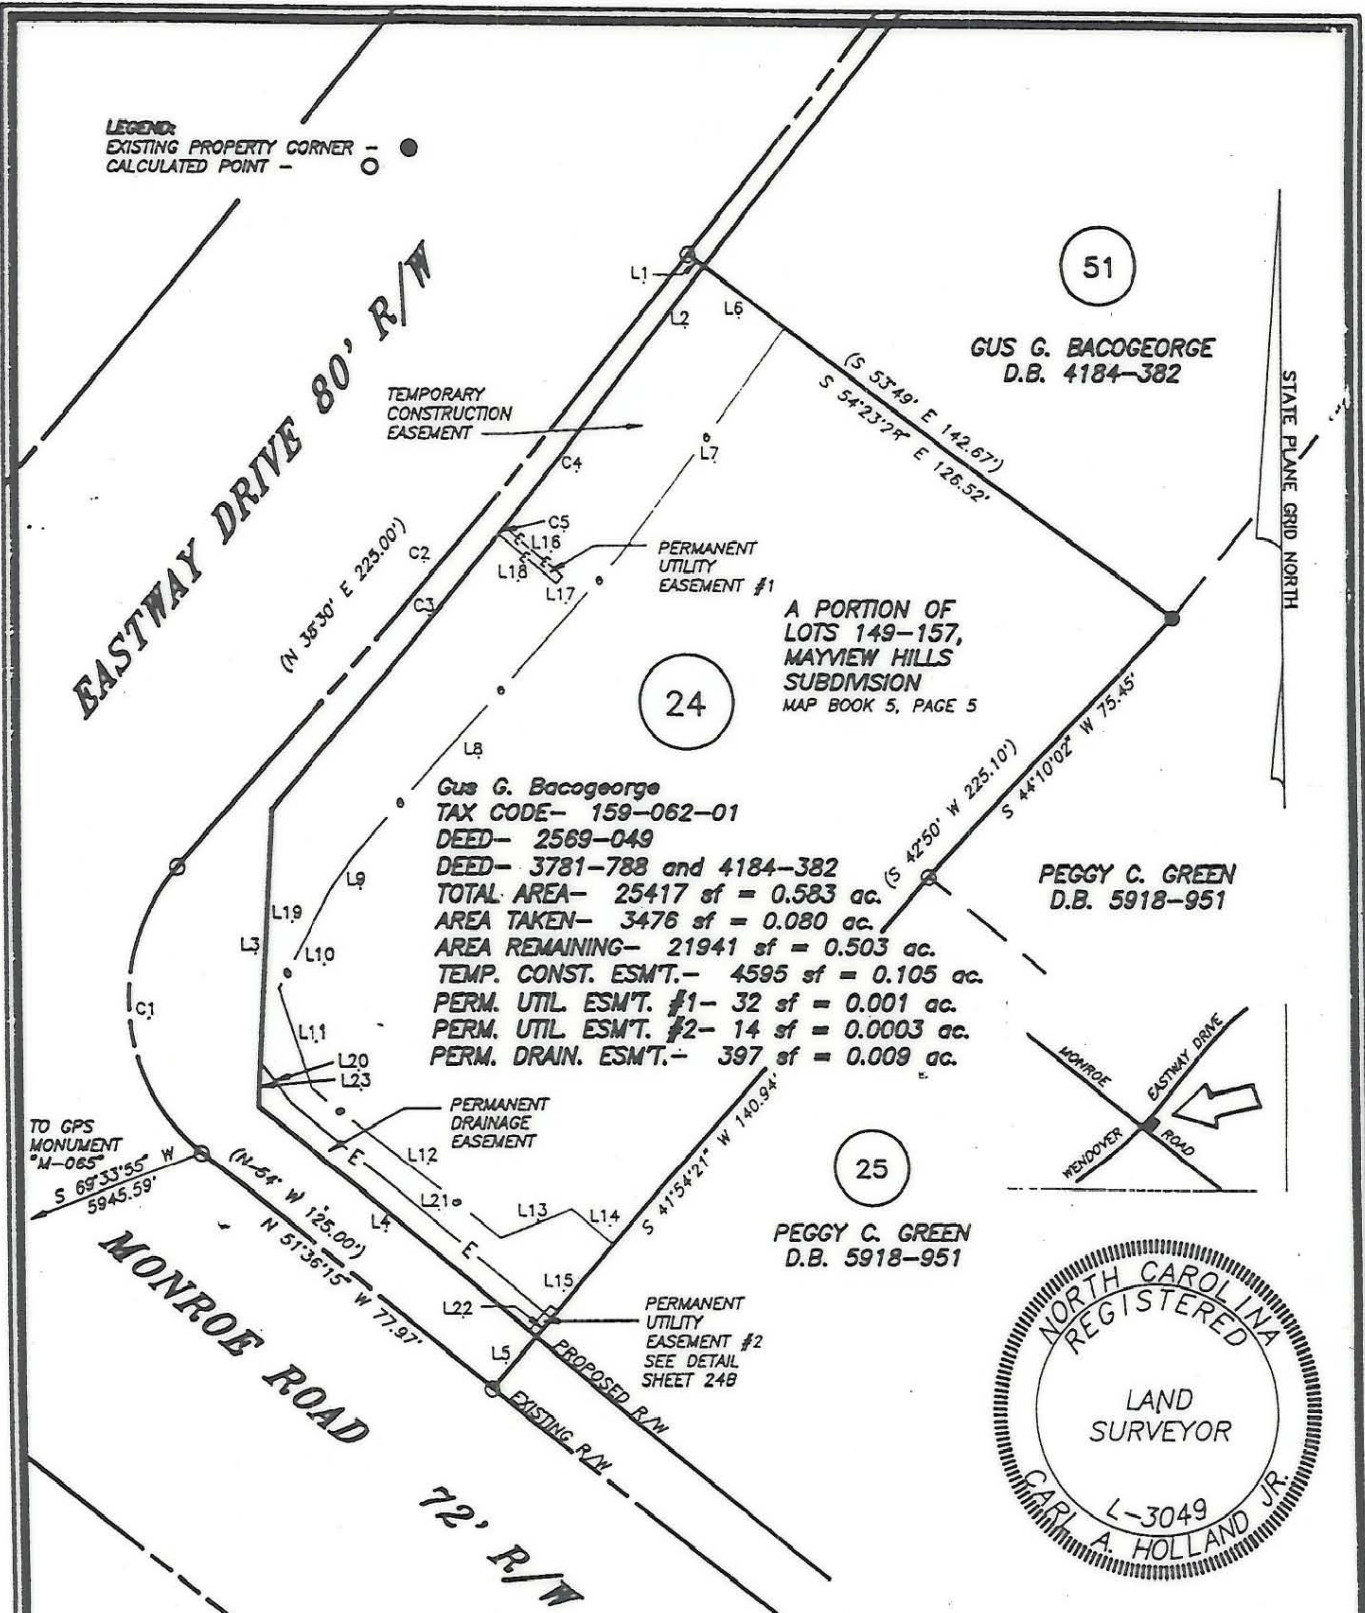 LEGEND:
EXISTING PROPERTY CORNER -
CALCULATED POINT -
EASTWAY DRIVE 80' R/W
L1
L2
L6
51
GUS G. BACOGEORGE
D.B. 4184-382
STATE PLANE GRID NORTH
TEMPORARY
CONSTRUCTION
EASEMENT
(S 53°49' E 142.67')
E 126.52'
L7
C4
C5
C2
C3
(N 38°30' E 225.00')
L16
L18
L17
PERMANENT
UTILITY
EASEMENT #1
A PORTION OF
LOTS 149-157,
MAYVIEW HILLS
SUBDIVISION
MAP BOOK 5, PAGE 5
24
L8
Gus G. Bacogeorge
TAX CODE- 159-062-01
DEED- 2569-049
DEED- 3781-788 and 4184-382
TOTAL AREA- 25417 sf = 0.583 ac.
AREA TAKEN- 3476 sf = 0.080 ac.
AREA REMAINING- 21941 sf = 0.503 ac.
TEMP. CONST. ESM'T.- 4595 sf = 0.105 ac.
PERM. UTIL. ESM'T. #1- 32 sf = 0.001 ac.
PERM. UTIL. ESM'T. #2- 14 sf = 0.0003 ac.
PERM. DRAIN. ESM'T.- 397 sf = 0.009 ac.
(S 42°50' W 225.10')
S 44°10'02" W 75.45'
PEGGY C. GREEN
D.B. 5918-951
L9
L19
L3
L10
C1
L11
L20
L23
PERMANENT
DRAINAGE
EASEMENT
E
L12
L21
L4
E
L13
L14
L15
L22
L5
S 41°54'21" W 140.94'
MONROE
EASTWAY DRIVE
WENDOVER
ROAD
25
PEGGY C. GREEN
D.B. 5918-951
TO GPS
MONUMENT
"M-065"
S 69°33'55" W
5945.59'
(N-54° W 125.00')
N 51°36'15" W 77.97'
PERMANENT
UTILITY
EASEMENT #2
SEE DETAIL
SHEET 24B
PROPOSED R/W
EXISTING R/W
MONROE ROAD 72' R/W
NORTH CAROLINA
REGISTERED
LAND
SURVEYOR
L-3049
CARL A. HOLLAND JR.